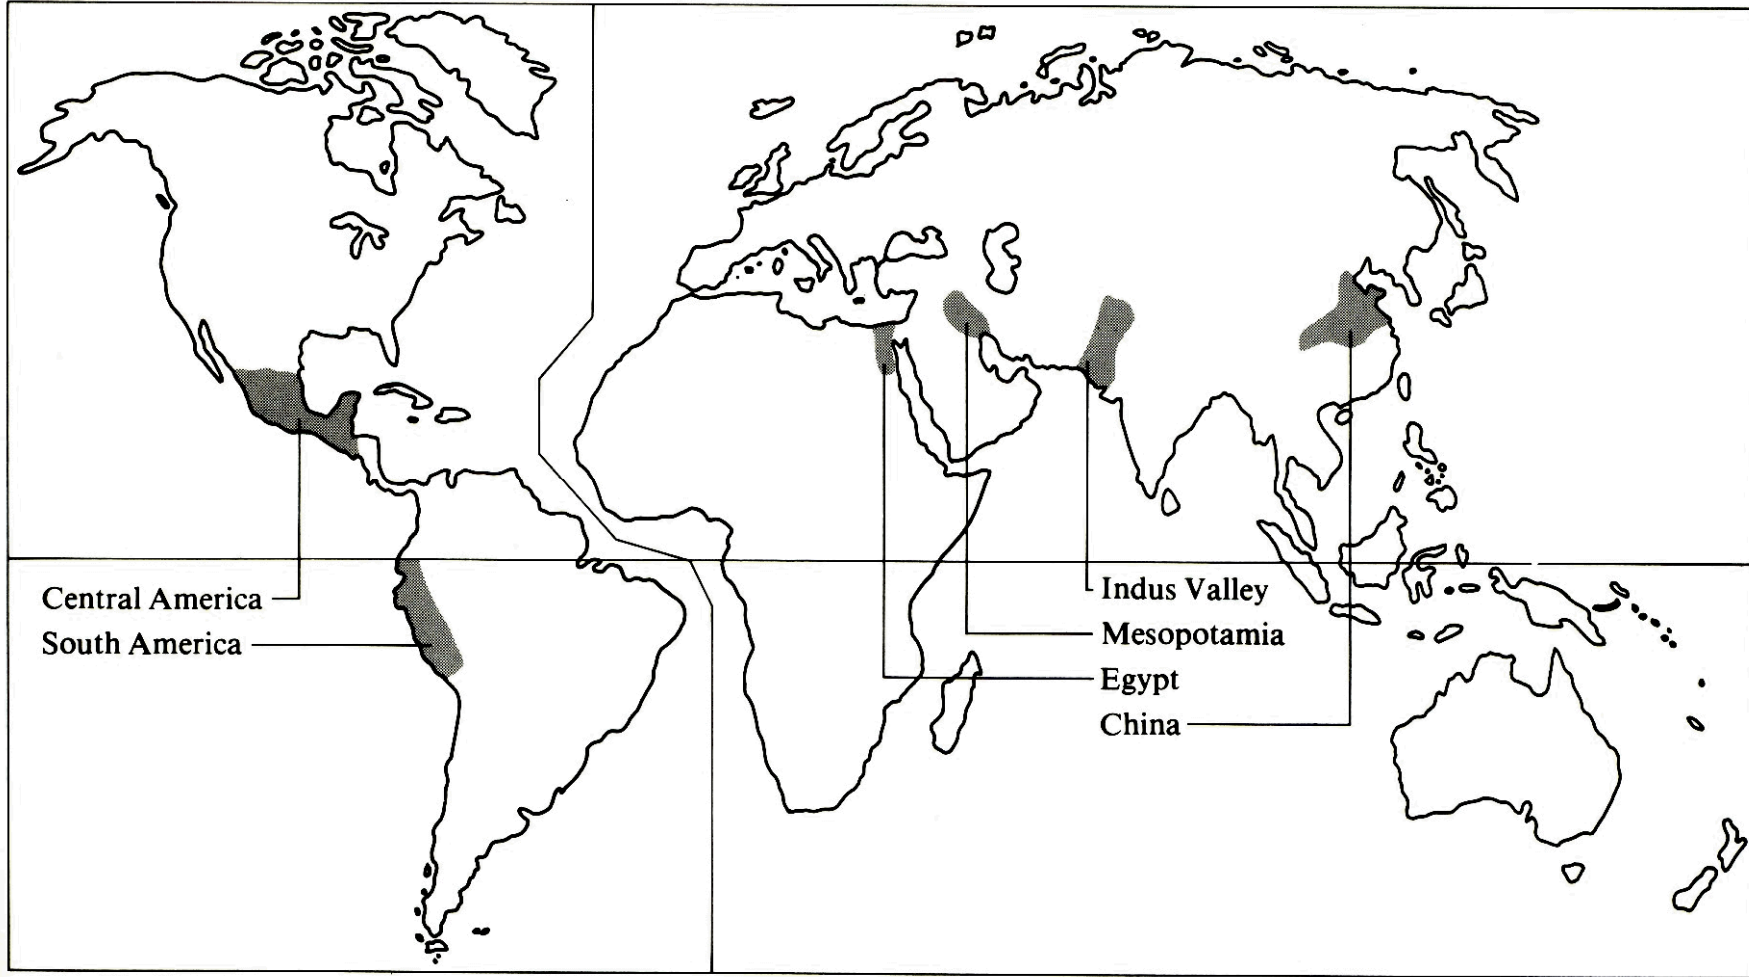 Central America
South America
Indus Valley
Mesopotamia
Egypt
China